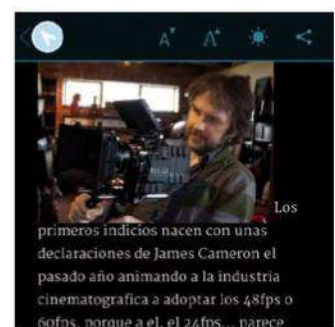 A A
Los
primeros indicios nacen con unas
declaraciones de James Cameron el
pasado año animando a la industria
cinematografica a adoptar los 48fps o
60fps, porque a el, el 24fps... parece